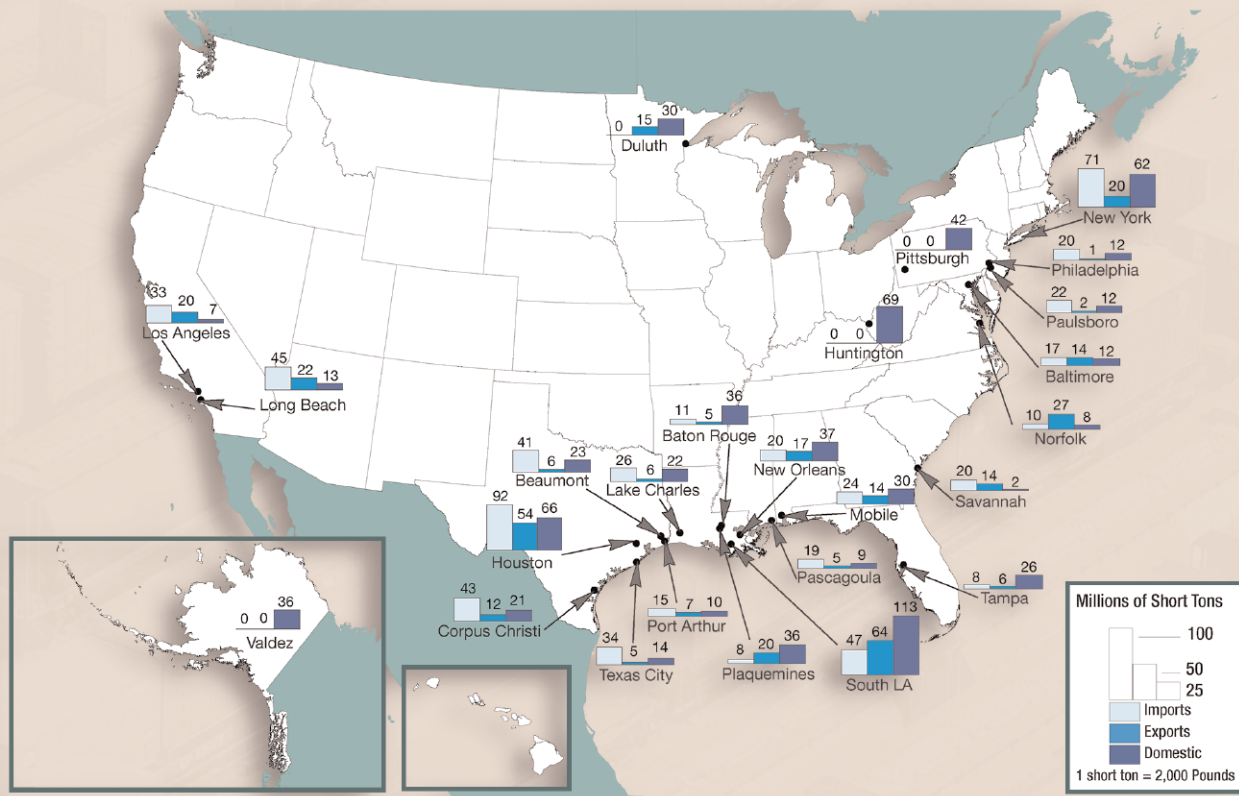 0 15 30
Duluth
71 20 62
New York
0 0 42
Pittsburgh
20 1 12
Philadelphia
22 2 12
Paulsboro
33 20 7
Los Angeles
0 0 69
Huntington
17 14 12
Baltimore
45 22 13
Long Beach
10 27 8
Norfolk
11 5 36
Baton Rouge
41 6 23
Beaumont
26 6 22
Lake Charles
20 17 37
New Orleans
24 14 30
Mobile
20 14 2
Savannah
92 54 66
Houston
19 5 9
Pascagoula
8 6 26
Tampa
43 12 21
Corpus Christi
15 7 10
Port Arthur
34 5 14
Texas City
8 20 36
Plaquemines
47 64 113
South LA
0 0 36
Valdez
Millions of Short Tons
100
50
25
Imports
Exports
Domestic
1 short ton = 2,000 Pounds